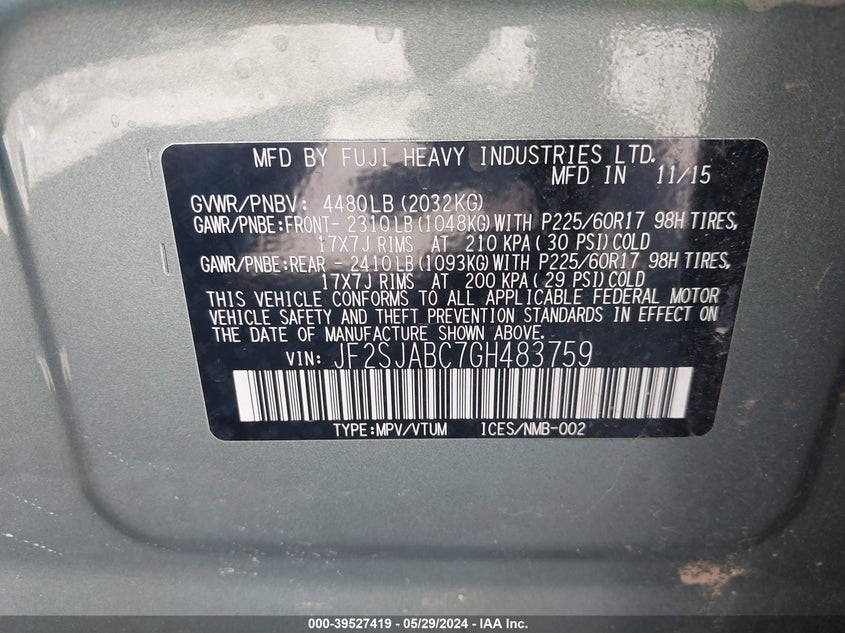 MFD BY FUJI HEAVY INDUSTRIES LTD.
MFD IN 11/15
GVWR/PNBV: 4480LB(2032KG)
GAWR/PNBE:FRONT- 2310LB(1048KG)WITH P225/60R17 98H TIRES,
17X7J RIMS AT 210 KPA(30 PSI)COLD
GAWR/PNBE:REAR - 2410LB(1093KG)WITH P225/60R17 98H TIRES,
17X7J RIMS AT 200 KPA(29 PSI)COLD
THIS VEHICLE CONFORMS TO ALL APPLICABLE FEDERAL MOTOR
VEHICLE SAFETY AND THEFT PREVENTION STANDARDS IN EFFECT ON
THE DATE OF MANUFACTURE SHOWN ABOVE.
VIN: JF2SJABC7GH483759
TYPE:MPV/VTUM ICES/NMB-002
000-39527419 - 05/29/2024 - IAA Inc.